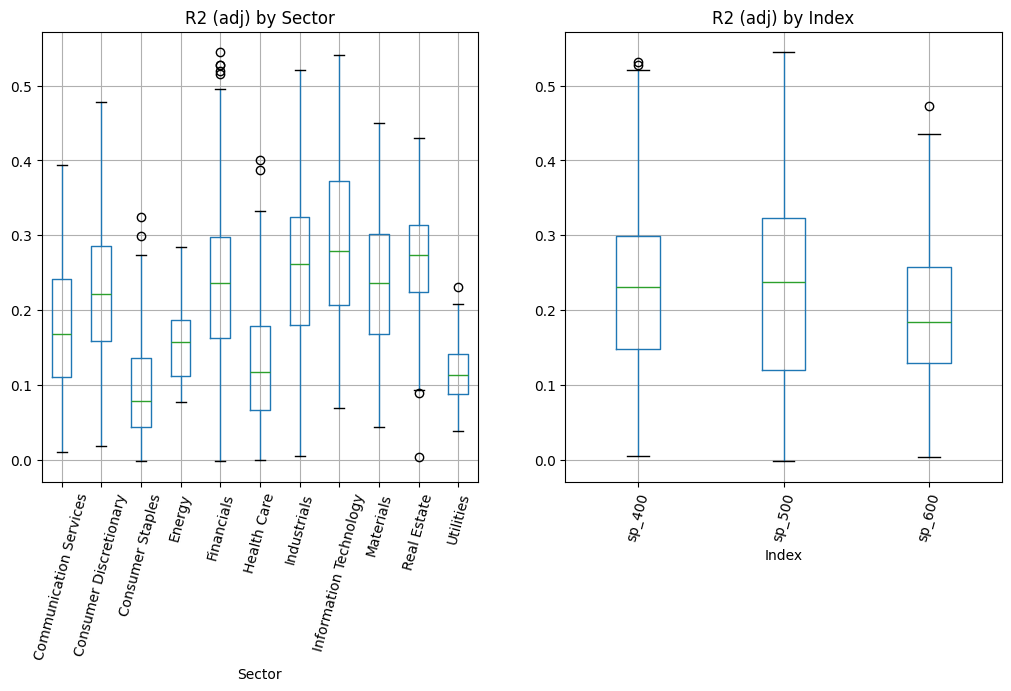 R2 (adj) by Sector
0.5
0.4
0.3
0.2
0.1
0.0
Communication Services
Consumer Discretionary
Consumer Staples
Energy
Financials
Health Care
Industrials
Information Technology
Materials
Real Estate
Utilities
Sector
R2 (adj) by Index
0.5
0.4
0.3
0.2
0.1
0.0
sp_400
sp_500
sp_600
Index